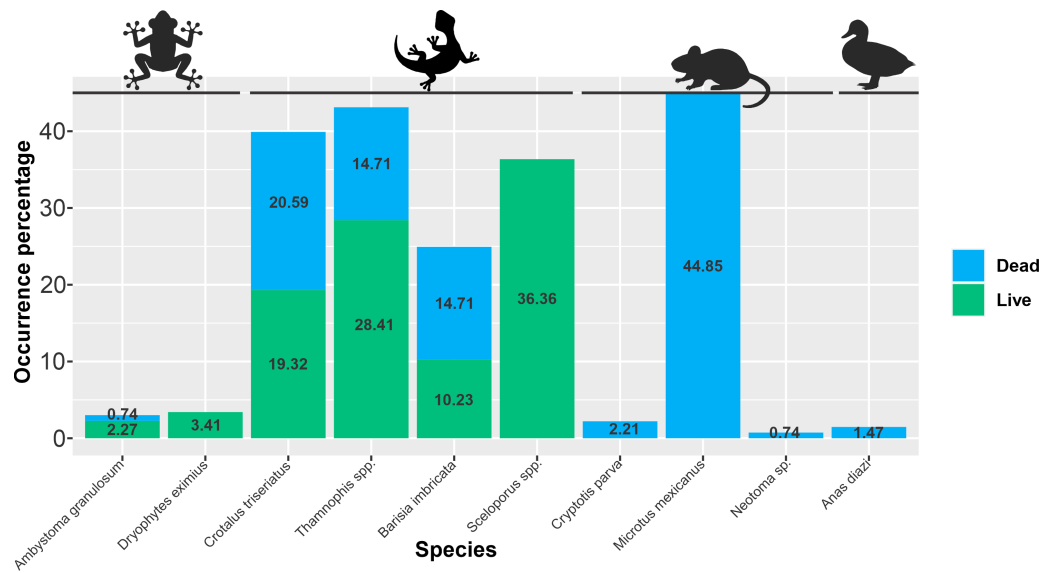 Occurrence percentage
40
30
20
10
0
0.74
2.27
3.41
20.59
19.32
14.71
28.41
14.71
10.23
36.36
2.21
44.85
0.74
1.47
Ambystoma granulosum
Dryophytes eximius
Crotalus triseriatus
Thamnophis spp.
Barisia imbricata
Sceloporus spp.
Cryptotis parva
Microtus mexicanus
Neotoma sp.
Anas diazi
Species
Dead
Live